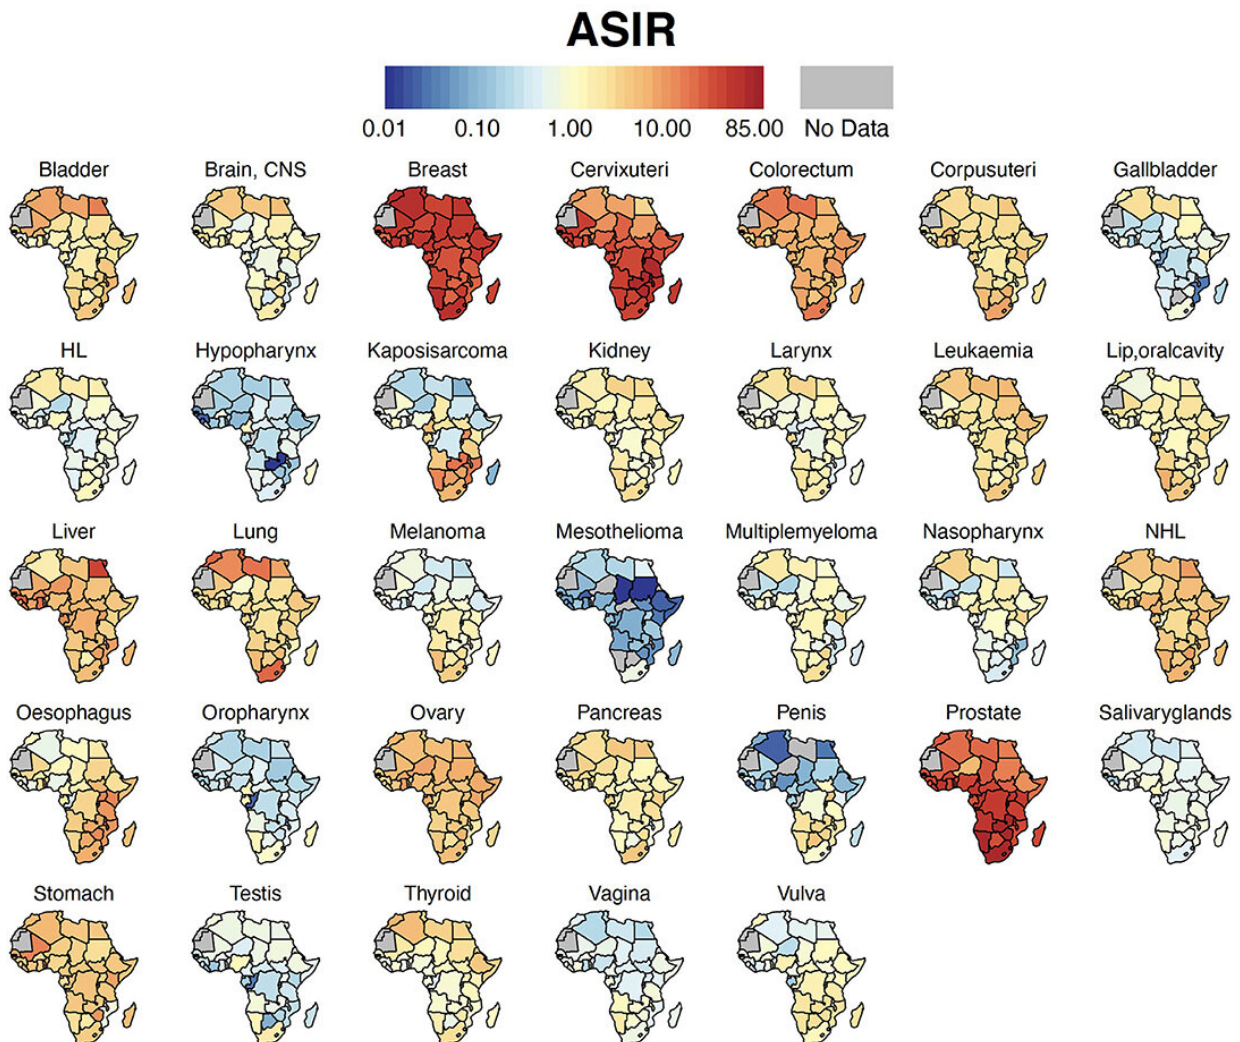 ASIR
0.01 0.10 1.00 10.00 85.00 No Data
Bladder Brain, CNS Breast Cervixuteri Colorectum Corpusuteri Gallbladder
HL Hypopharynx Kaposisarcoma Kidney Larynx Leukaemia Lip,oralcavity
Liver Lung Melanoma Mesothelioma Multiplemyeloma Nasopharynx NHL
Oesophagus Oropharynx Ovary Pancreas Penis Prostate Salivaryglands
Stomach Testis Thyroid Vagina Vulva